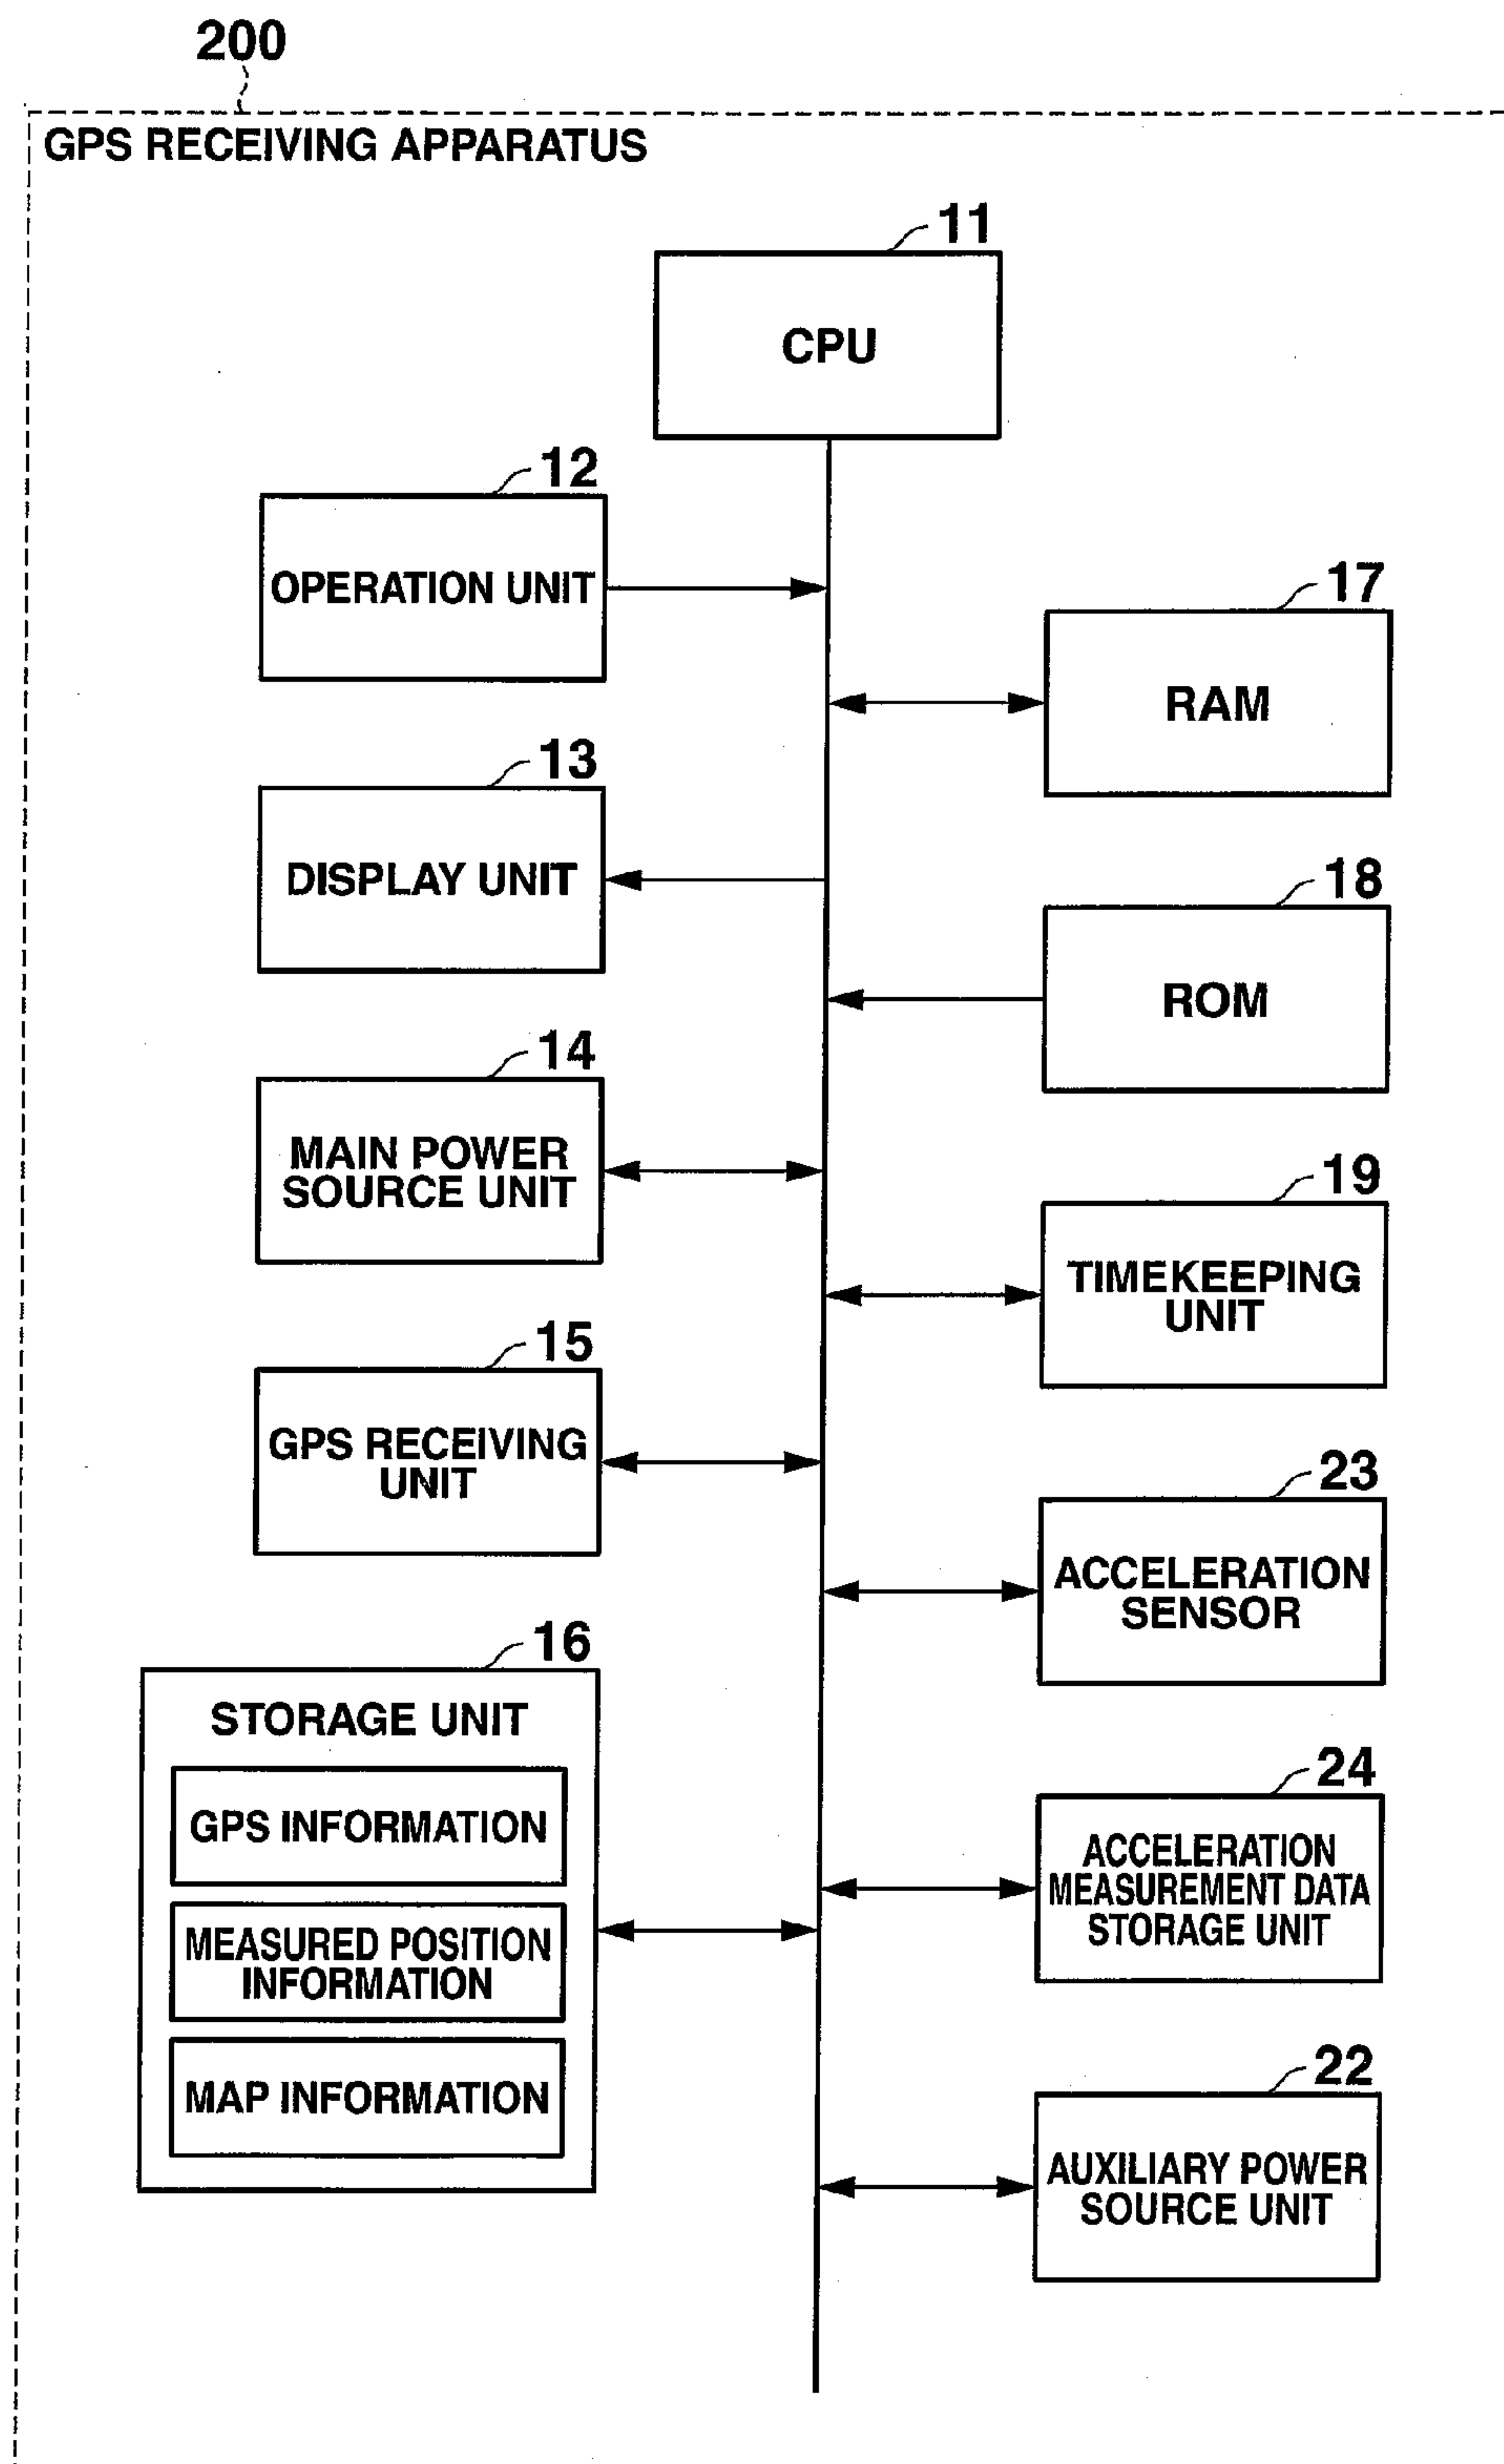 200
GPS RECEIVING APPARATUS
11
CPU
12
OPERATION UNIT
17
RAM
13
DISPLAY UNIT
18
ROM
14
MAIN POWER
SOURCE UNIT
19
TIMEKEEPING
UNIT
15
GPS RECEIVING
UNIT
23
ACCELERATION
SENSOR
16
STORAGE UNIT
GPS INFORMATION
MEASURED POSITION
INFORMATION
MAP INFORMATION
24
ACCELERATION
MEASUREMENT DATA
STORAGE UNIT
22
AUXILIARY POWER
SOURCE UNIT